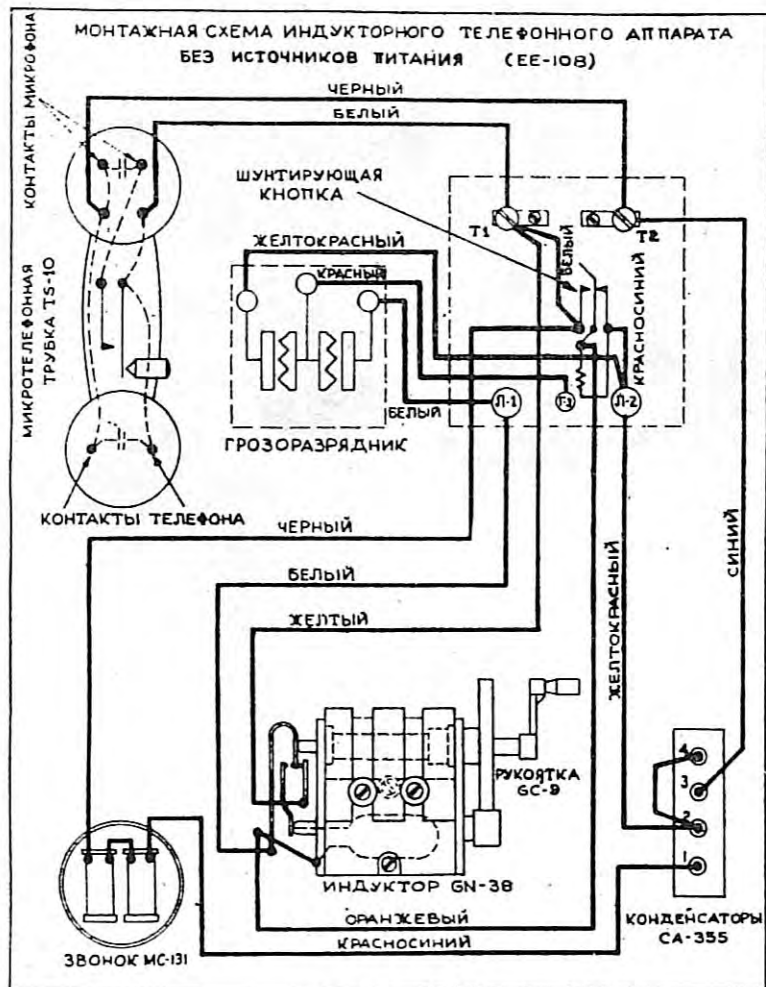 МОНТАЖНАЯ СХЕМА ИНДУКТОРНОГО ТЕЛЕФОННОГО АППАРАТА
БЕЗ ИСТОЧНИКОВ ПИТАНИЯ (ЕЕ-108)
ЧЕРНЫЙ
БЕЛЫЙ
КОНТАКТЫ МИКРОФОНА
ШУНТИРУЮЩАЯ
КНОПКА
Т1
Т2
БЕЛЫЙ
ЖЕЛТОКРАСНЫЙ
КРАСНЫЙ
КРАСНОСИНИЙ
МИКРОТЕЛЕФОННАЯ
ТРУБКА TS-10
БЕЛЫЙ
Л-1
Л-2
ГРОЗОРАЗРЯДНИК
КОНТАКТЫ ТЕЛЕФОНА
ЧЕРНЫЙ
БЕЛЫЙ
ЖЕЛТЫЙ
ЖЕЛТОКРАСНЫЙ
СИНИЙ
РУКОЯТКА
GC-9
4
3
2
1
ИНДУКТОР GN-38
ОРАНЖЕВЫЙ
КРАСНОСИНИЙ
ЗВОНОК МС-131
КОНДЕНСАТОРЫ
СА-355